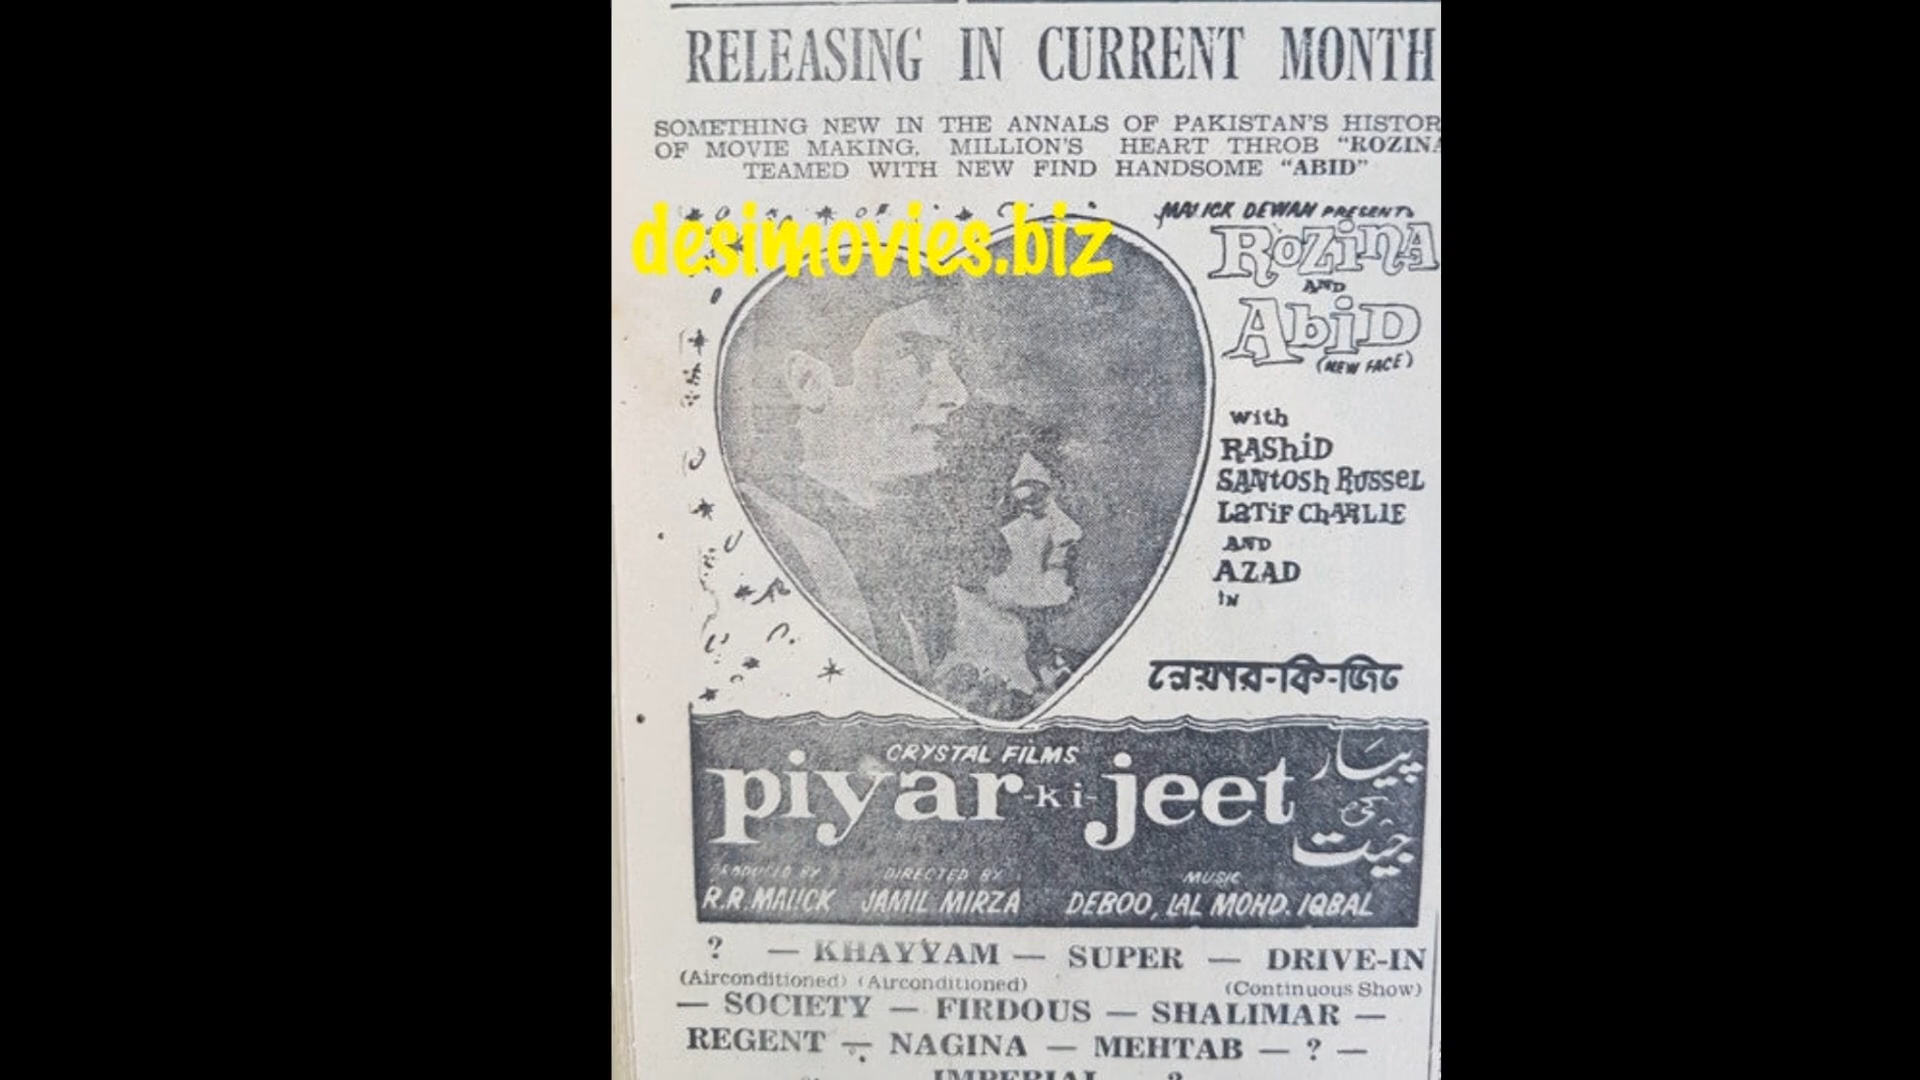 RELEASING IN CURRENT MONTH
SOMETHING NEW IN THE ANNALS OF PAKISTAN'S HISTOR
OF MOVIE MAKING, MILLION'S HEART THROB "ROZINA
TEAMED WITH NEW FIND HANDSOME "ABID"
desimovies.biz
MALICK DEWAN PRESENTS
ROZINA
AND
ABID
(NEW FACE)
with
RAShiD
SANtOSh RUSSeL
LaTiF ChARLIE
AND
AZAD
IN
পেয়ার-কি-জিত
CRYSTAL FILMS
piyar-ki-jeet
پیار
کی
جیت
PRODUCED BY DIRECTED BY MUSIC
R.R. MALICK JAMIL MIRZA DEBOO, LAL MOHD. IQBAL
? — KHAYYAM — SUPER — DRIVE-IN
(Airconditioned) (Airconditioned) (Continuous Show)
— SOCIETY — FIRDOUS — SHALIMAR —
REGENT — NAGINA — MEHTAB — ? —
IMPERIAL ?